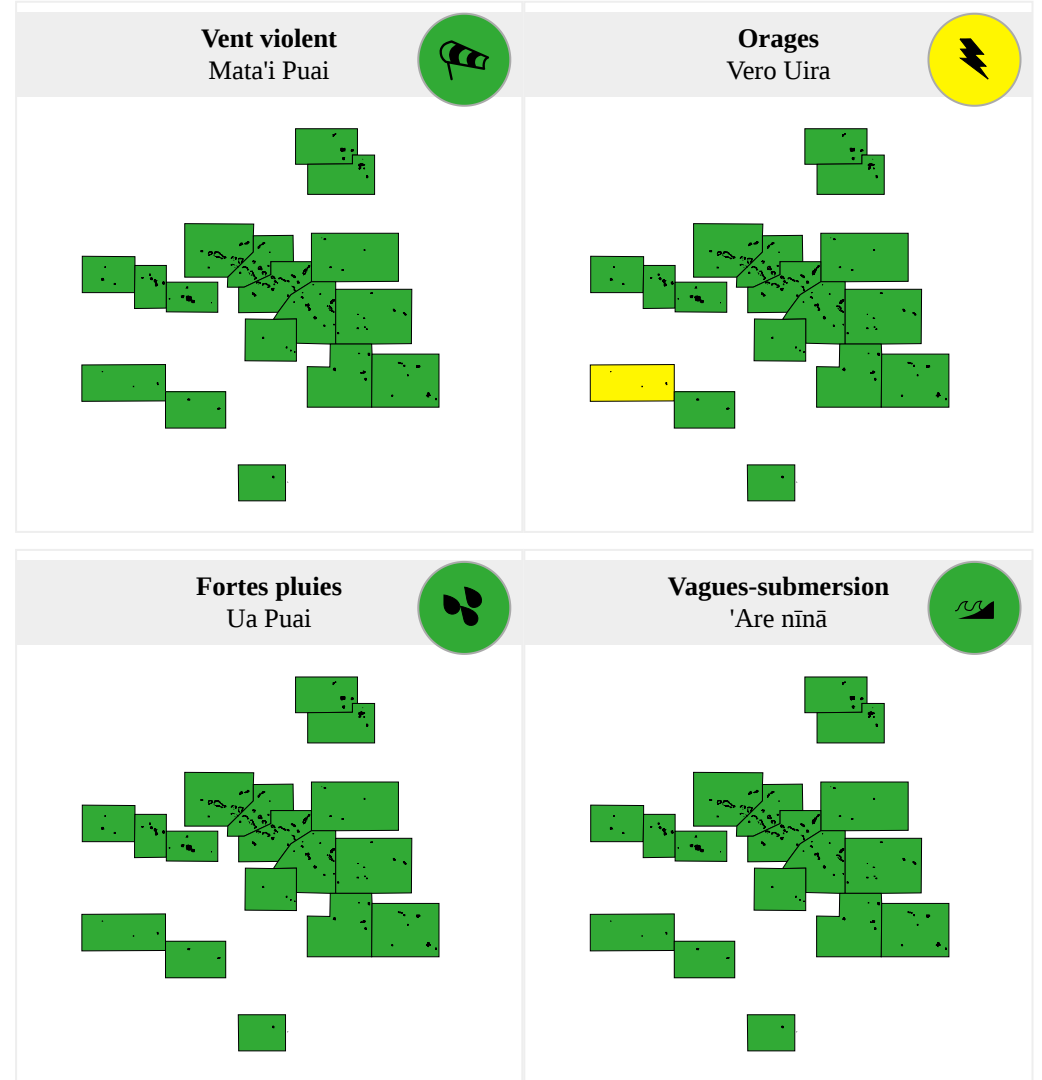 Vent violent
Mata'i Puai
Orages
Vero Uira
Fortes pluies
Ua Puai
Vagues-submersion
'Are nīnā